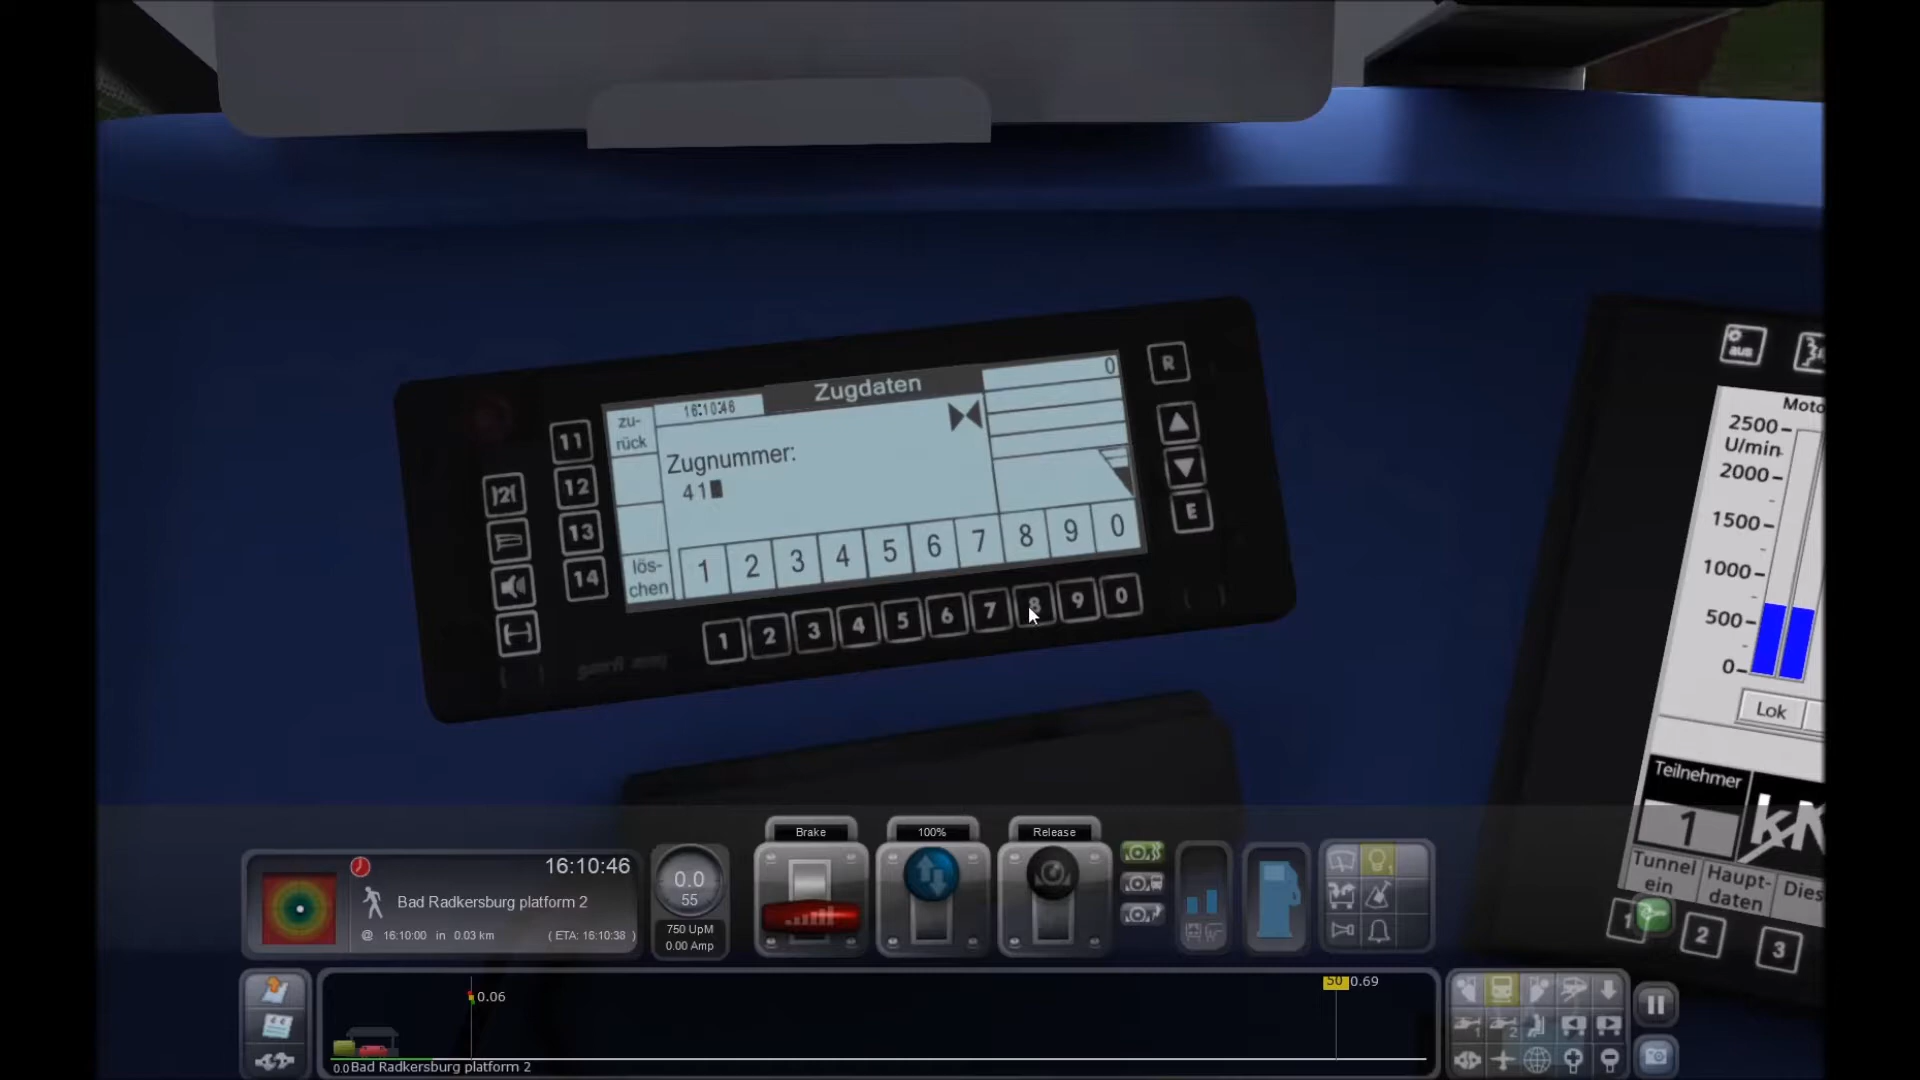 Zugdaten
16:10:46
0
zu-
rück
Zugnummer:
41
lös-
chen
1 2 3 4 5 6 7 8 9 0
11
12
13
14
R
E
1 2 3 4 5 6 7 8 9 0
aus
Moto
2500
U/min
2000
1500
1000
500
0
Lok
Teilnehmer
1
Tunnel
ein
Haupt-
daten
Dies
1
2
3
16:10:46
Bad Radkersburg platform 2
@ 16:10:00 in 0.03 km ( ETA: 16:10:38 )
0.0
55
750 UpM
0.00 Amp
Brake
100%
Release
1
0.06
50 0.69
0.0 Bad Radkersburg platform 2
1
2